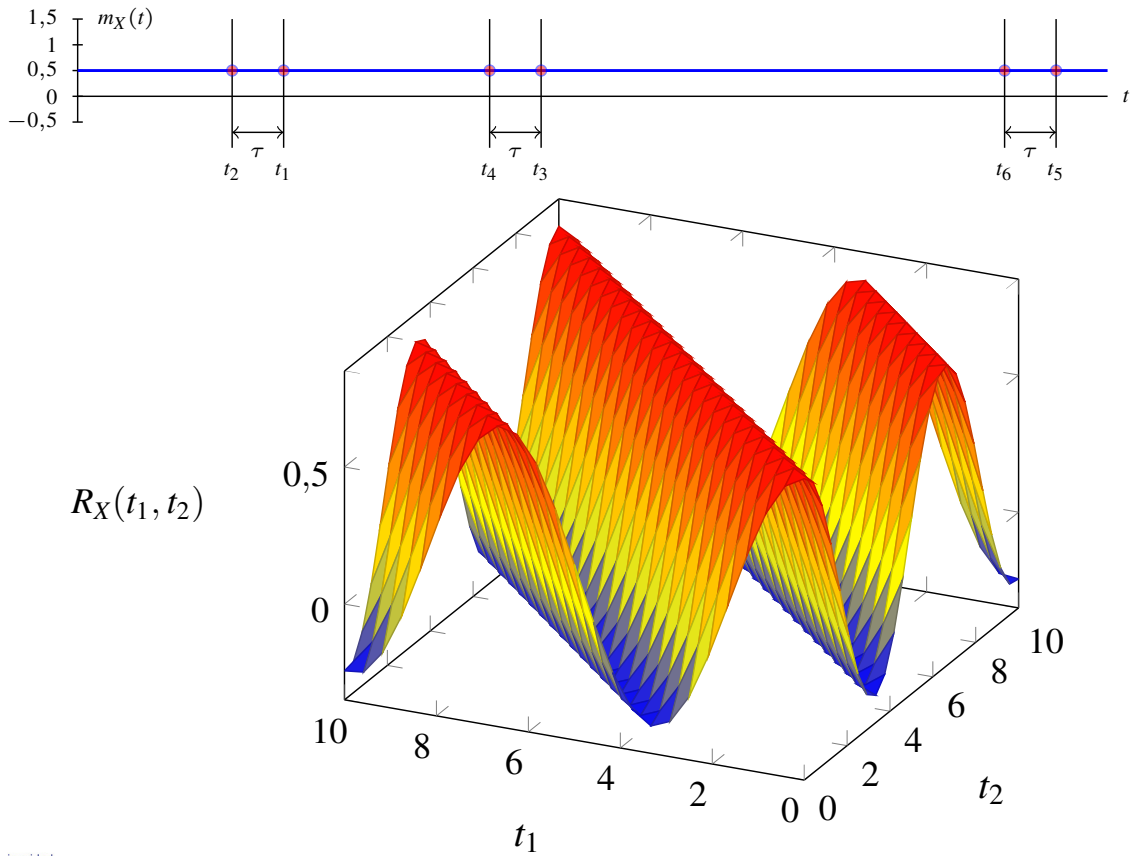 1,5
m_X(t)
1
0,5
0
t
−0,5
τ τ τ
t_2 t_1 t_4 t_3 t_6 t_5
0,5
R_X(t_1, t_2)
0
10 8 6 4 2 0
0 2 4 6 8 10
t_1
t_2